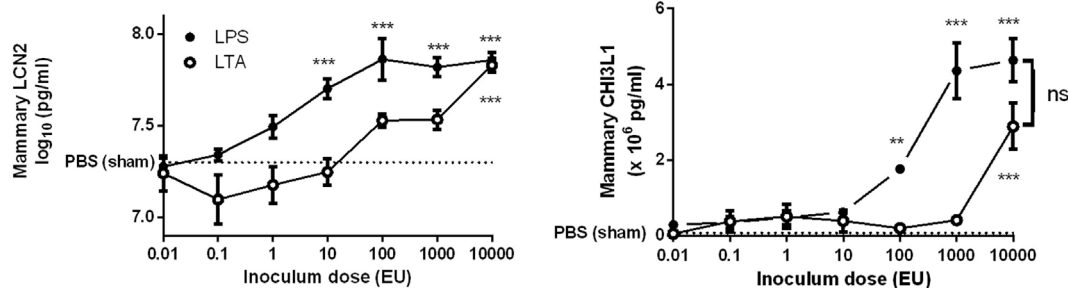 Mammary LCN2
log10 (pg/ml)
8.0
7.5
7.0
PBS (sham)
LPS
LTA
***
***
***
***
***
0.01 0.1 1 10 100 1000 10000
Inoculum dose (EU)
Mammary CHI3L1
(x 10^6 pg/ml)
6
4
2
0
PBS (sham)
**
***
***
***
ns
0.01 0.1 1 10 100 1000 10000
Inoculum dose (EU)